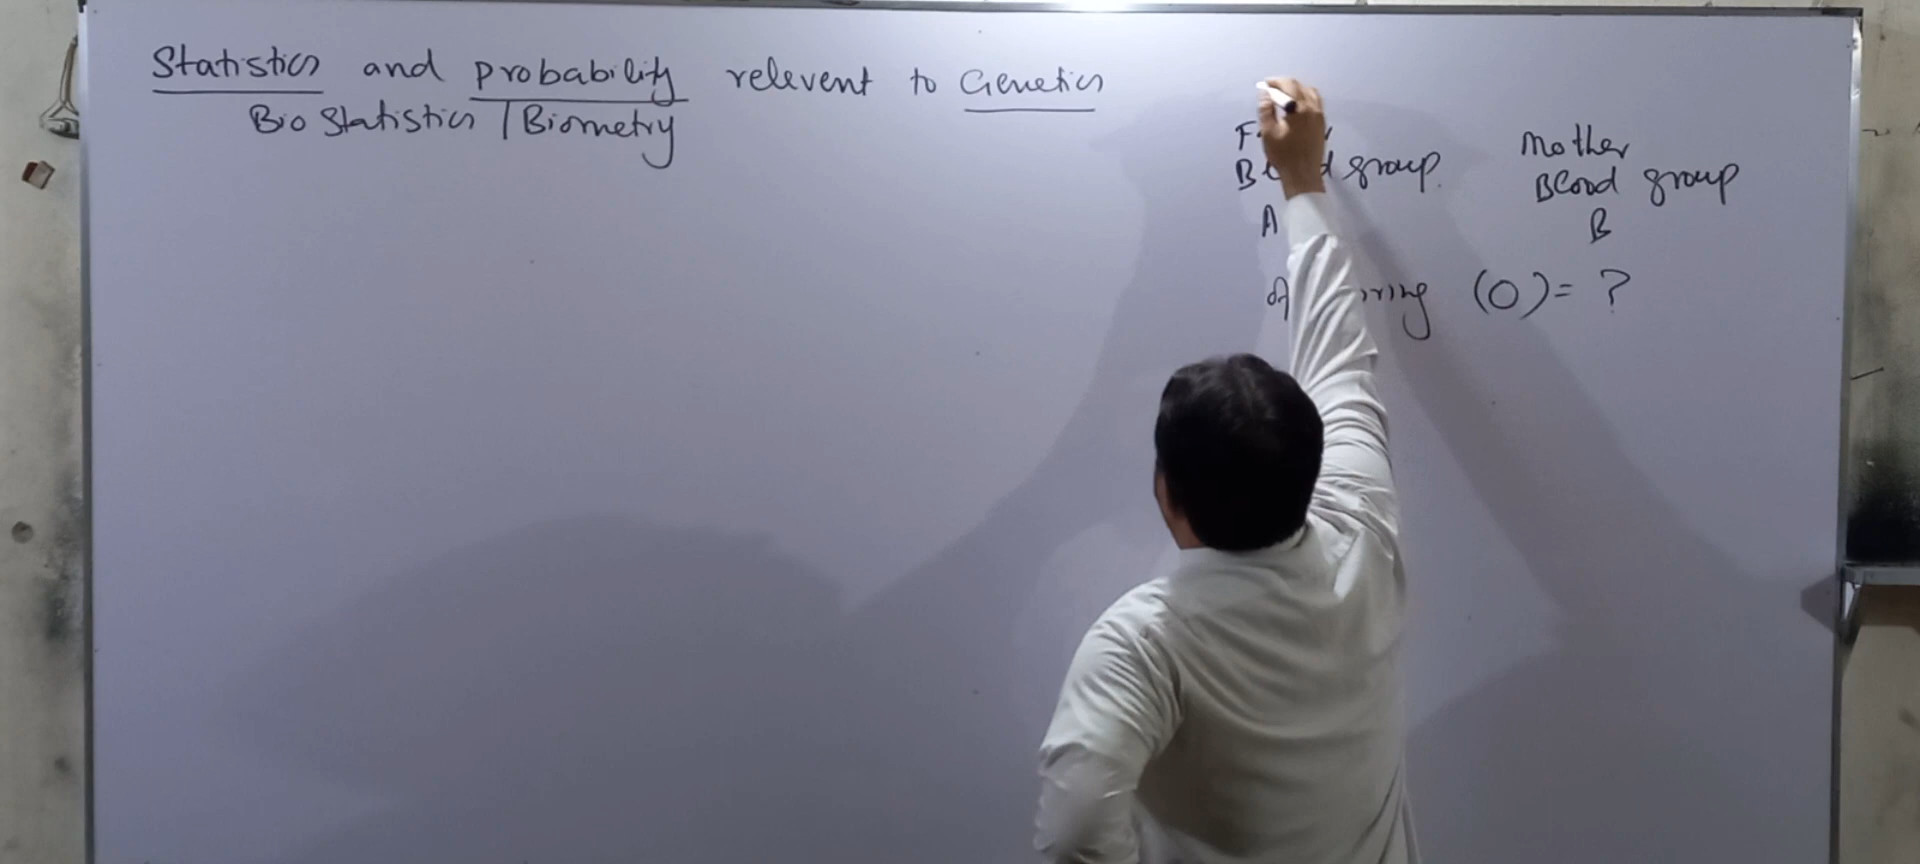 Statistics and probability relevent to Genetics
Bio Statistics / Biometry
group.
A
Mother
Blood group
B
(O) = ?